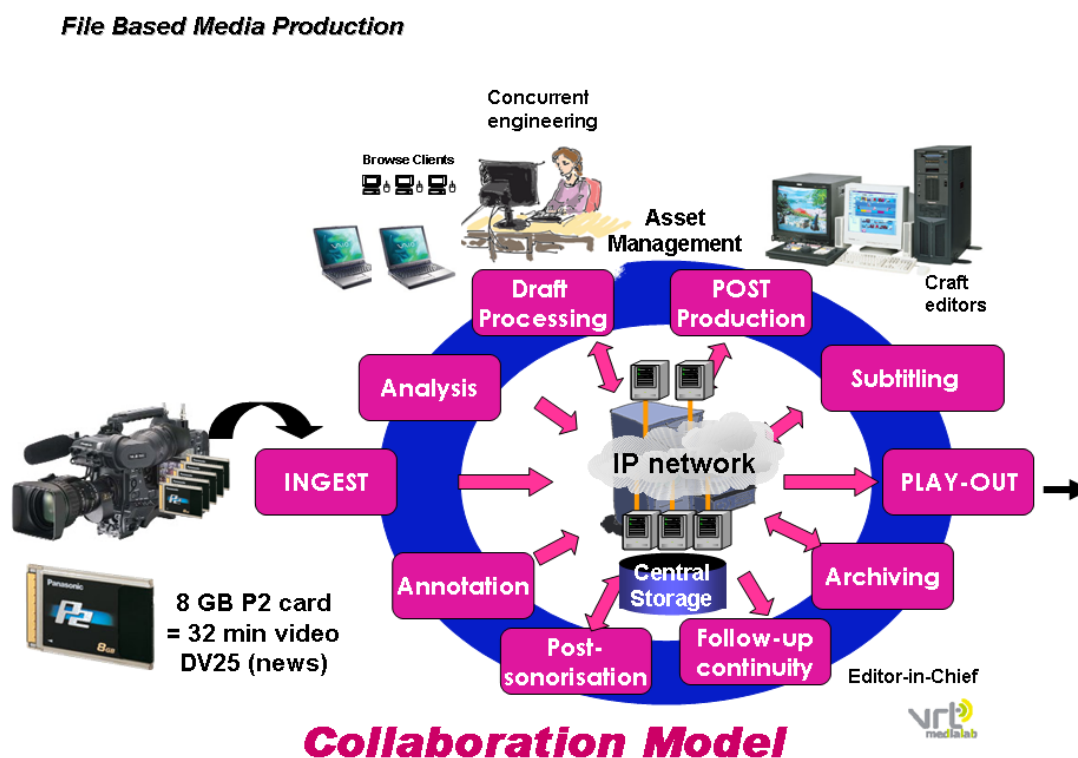 File Based Media Production
Concurrent
engineering
Browse Clients
Asset
Management
Craft
editors
Draft
Processing
POST
Production
Analysis
Subtitling
INGEST
IP network
PLAY-OUT
Annotation
Central
Storage
Archiving
Post-
sonorisation
Follow-up
continuity
Panasonic
P2
8GB
8 GB P2 card
= 32 min video
DV25 (news)
Editor-in-Chief
vrt
medialab
Collaboration Model